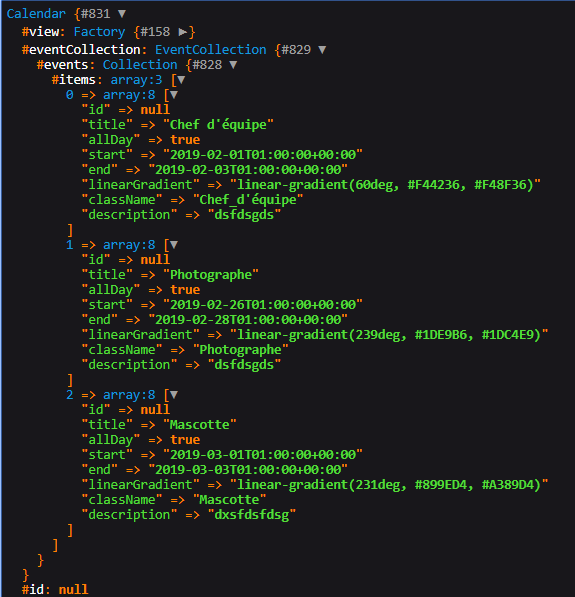 Calendar {#831 ▼
#view: Factory {#158 ▶}
#eventCollection: EventCollection {#829 ▼
#events: Collection {#828 ▼
#items: array:3 [▼
0 => array:8 [▼
"id" => null
"title" => "Chef d'équipe"
"allDay" => true
"start" => "2019-02-01T01:00:00+00:00"
"end" => "2019-02-03T01:00:00+00:00"
"linearGradient" => "linear-gradient(60deg, #F44236, #F48F36)"
"className" => "Chef_d'équipe"
"description" => "dsfdsgds"
]
1 => array:8 [▼
"id" => null
"title" => "Photographe"
"allDay" => true
"start" => "2019-02-26T01:00:00+00:00"
"end" => "2019-02-28T01:00:00+00:00"
"linearGradient" => "linear-gradient(239deg, #1DE9B6, #1DC4E9)"
"className" => "Photographe"
"description" => "dsfdsgds"
]
2 => array:8 [▼
"id" => null
"title" => "Mascotte"
"allDay" => true
"start" => "2019-03-01T01:00:00+00:00"
"end" => "2019-03-03T01:00:00+00:00"
"linearGradient" => "linear-gradient(231deg, #899ED4, #A389D4)"
"className" => "Mascotte"
"description" => "dxsfdsfdsg"
]
]
}
}
#id: null